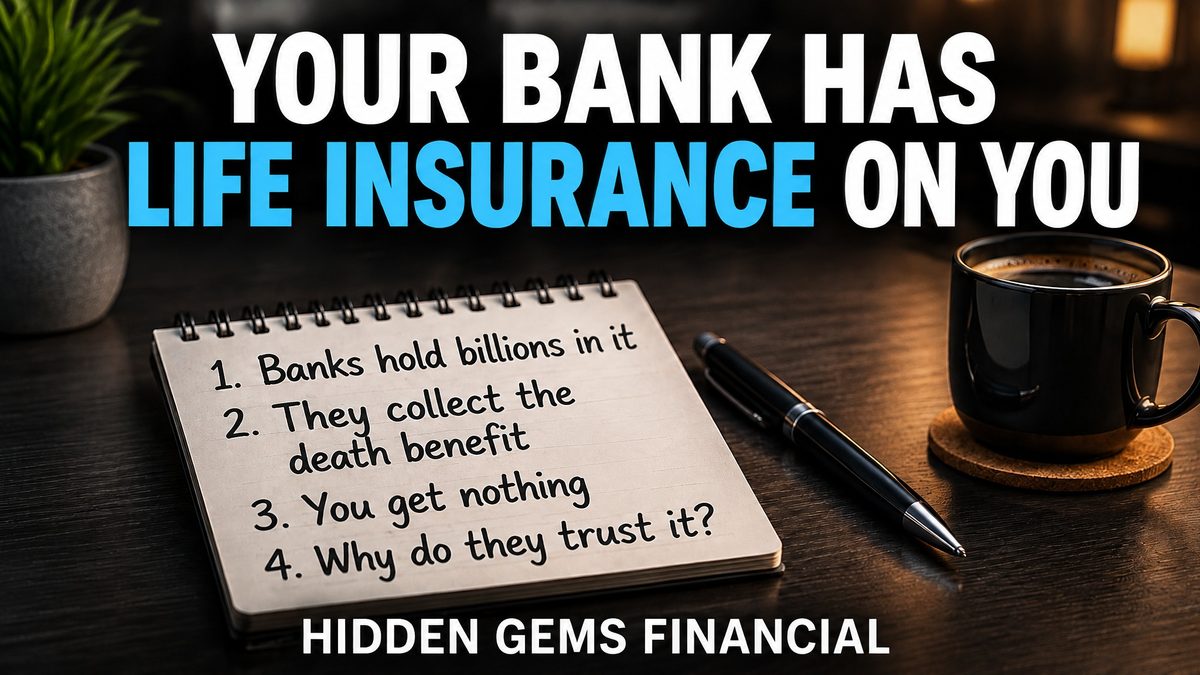 YOUR BANK HAS
LIFE INSURANCE ON YOU
1. Banks hold billions in it
2. They collect the
death benefit
3. You get nothing
4. Why do they trust it?
HIDDEN GEMS FINANCIAL